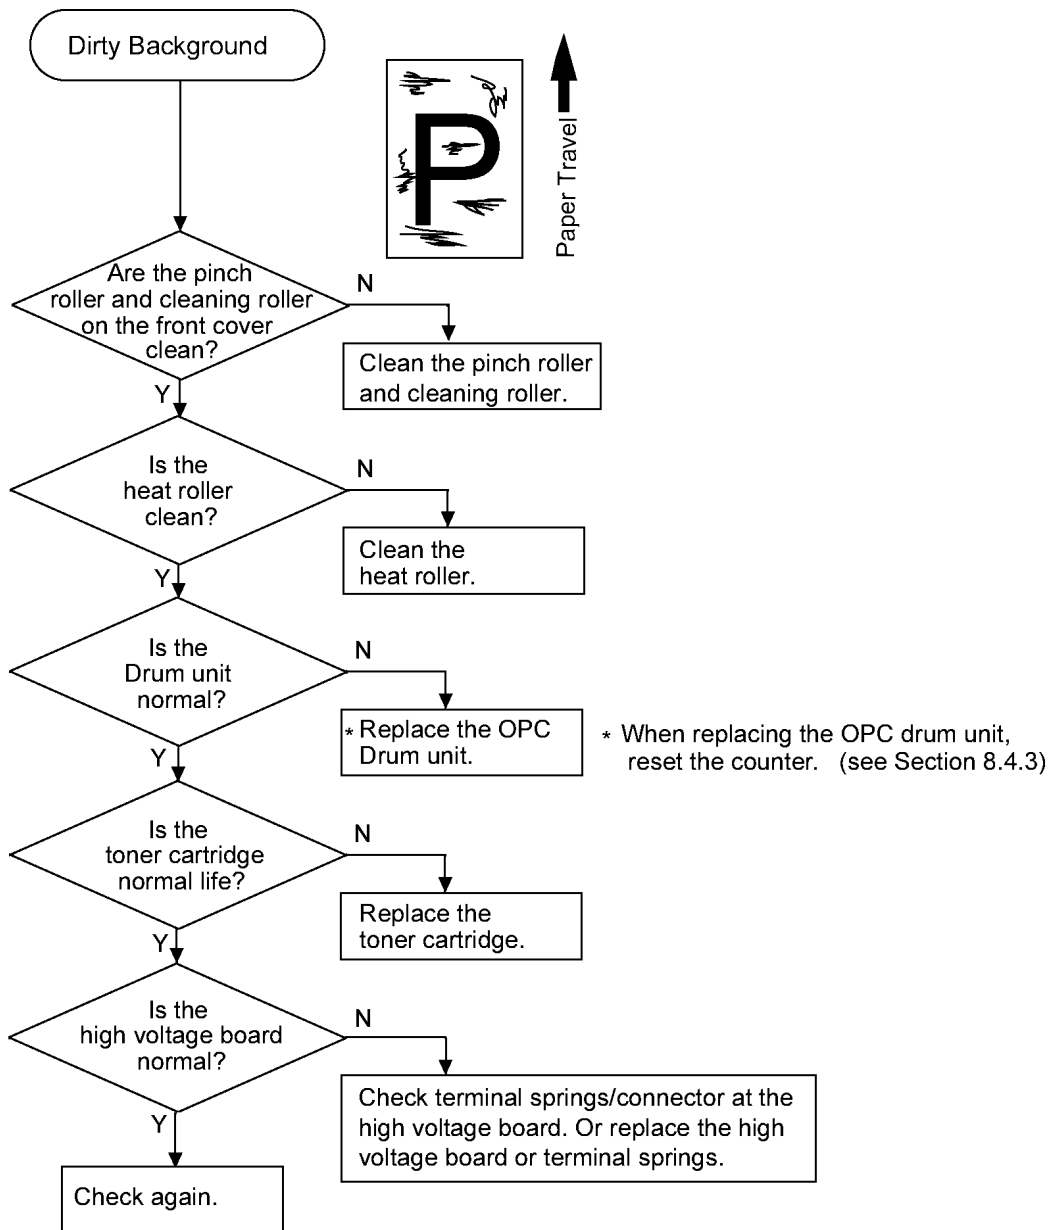 Dirty Background
P
Paper Travel
Are the pinch
roller and cleaning roller
on the front cover
clean?
N
Clean the pinch roller
and cleaning roller.
Y
Is the
heat roller
clean?
N
Clean the
heat roller.
Y
Is the
Drum unit
normal?
N
* Replace the OPC
Drum unit.
* When replacing the OPC drum unit,
reset the counter. (see Section 8.4.3)
Y
Is the
toner cartridge
normal life?
N
Replace the
toner cartridge.
Y
Is the
high voltage board
normal?
N
Check terminal springs/connector at the
high voltage board. Or replace the high
voltage board or terminal springs.
Y
Check again.